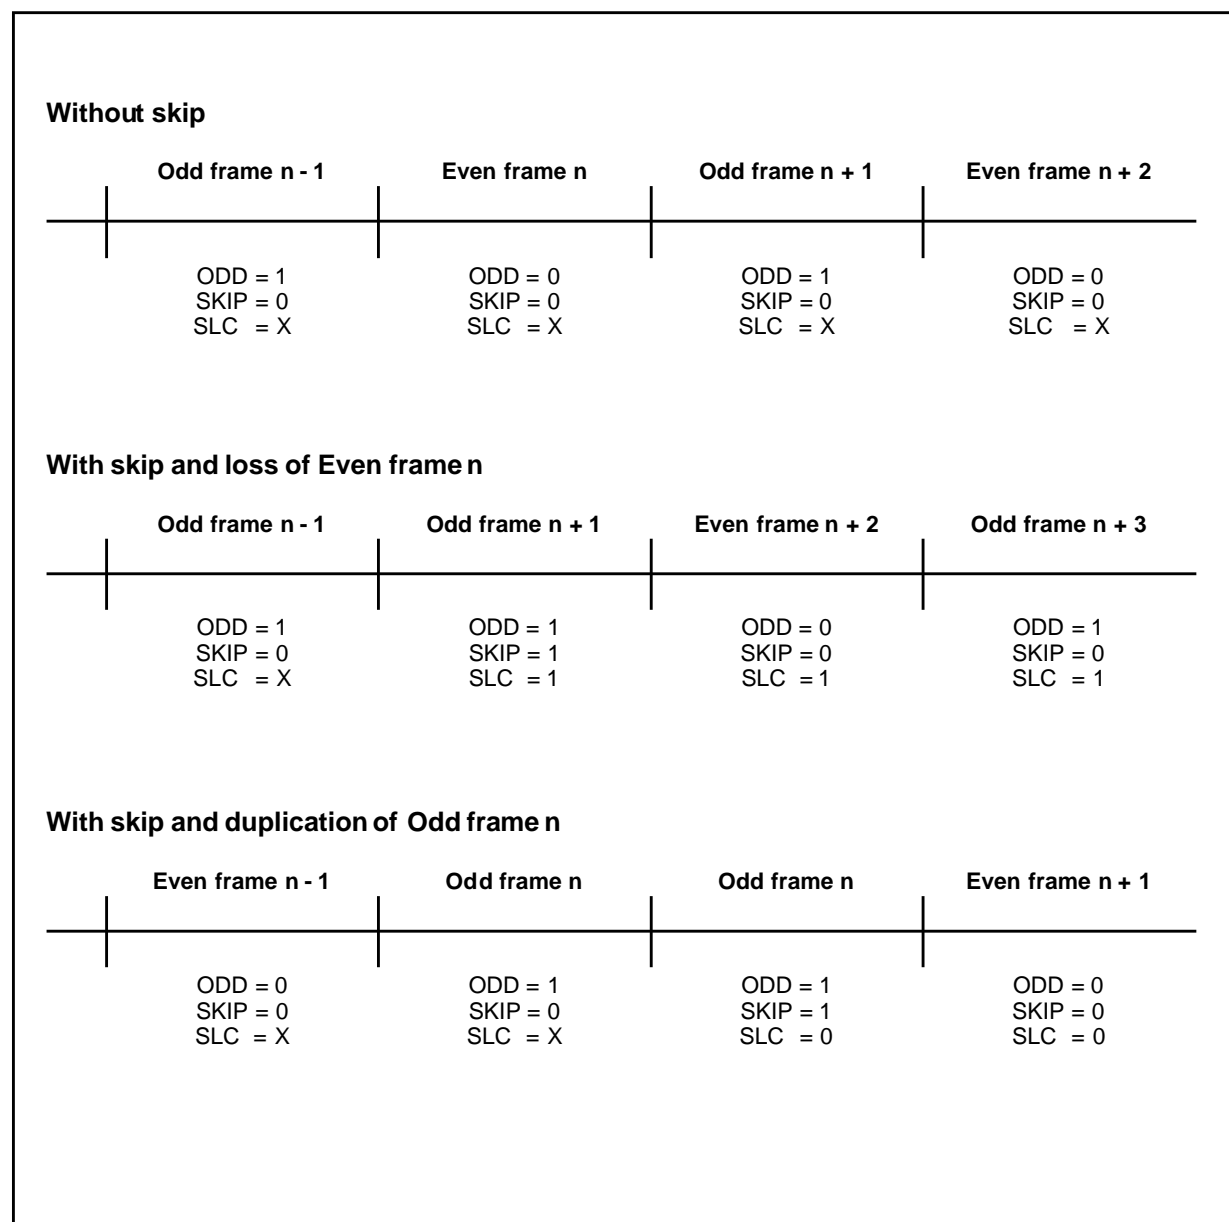 Without skip
Odd frame n - 1 Even frame n Odd frame n + 1 Even frame n + 2
ODD = 1 ODD = 0 ODD = 1 ODD = 0
SKIP = 0 SKIP = 0 SKIP = 0 SKIP = 0
SLC = X SLC = X SLC = X SLC = X
With skip and loss of Even frame n
Odd frame n - 1 Odd frame n + 1 Even frame n + 2 Odd frame n + 3
ODD = 1 ODD = 1 ODD = 0 ODD = 1
SKIP = 0 SKIP = 1 SKIP = 0 SKIP = 0
SLC = X SLC = 1 SLC = 1 SLC = 1
With skip and duplication of Odd frame n
Even frame n - 1 Odd frame n Odd frame n Even frame n + 1
ODD = 0 ODD = 1 ODD = 1 ODD = 0
SKIP = 0 SKIP = 0 SKIP = 1 SKIP = 0
SLC = X SLC = X SLC = 0 SLC = 0